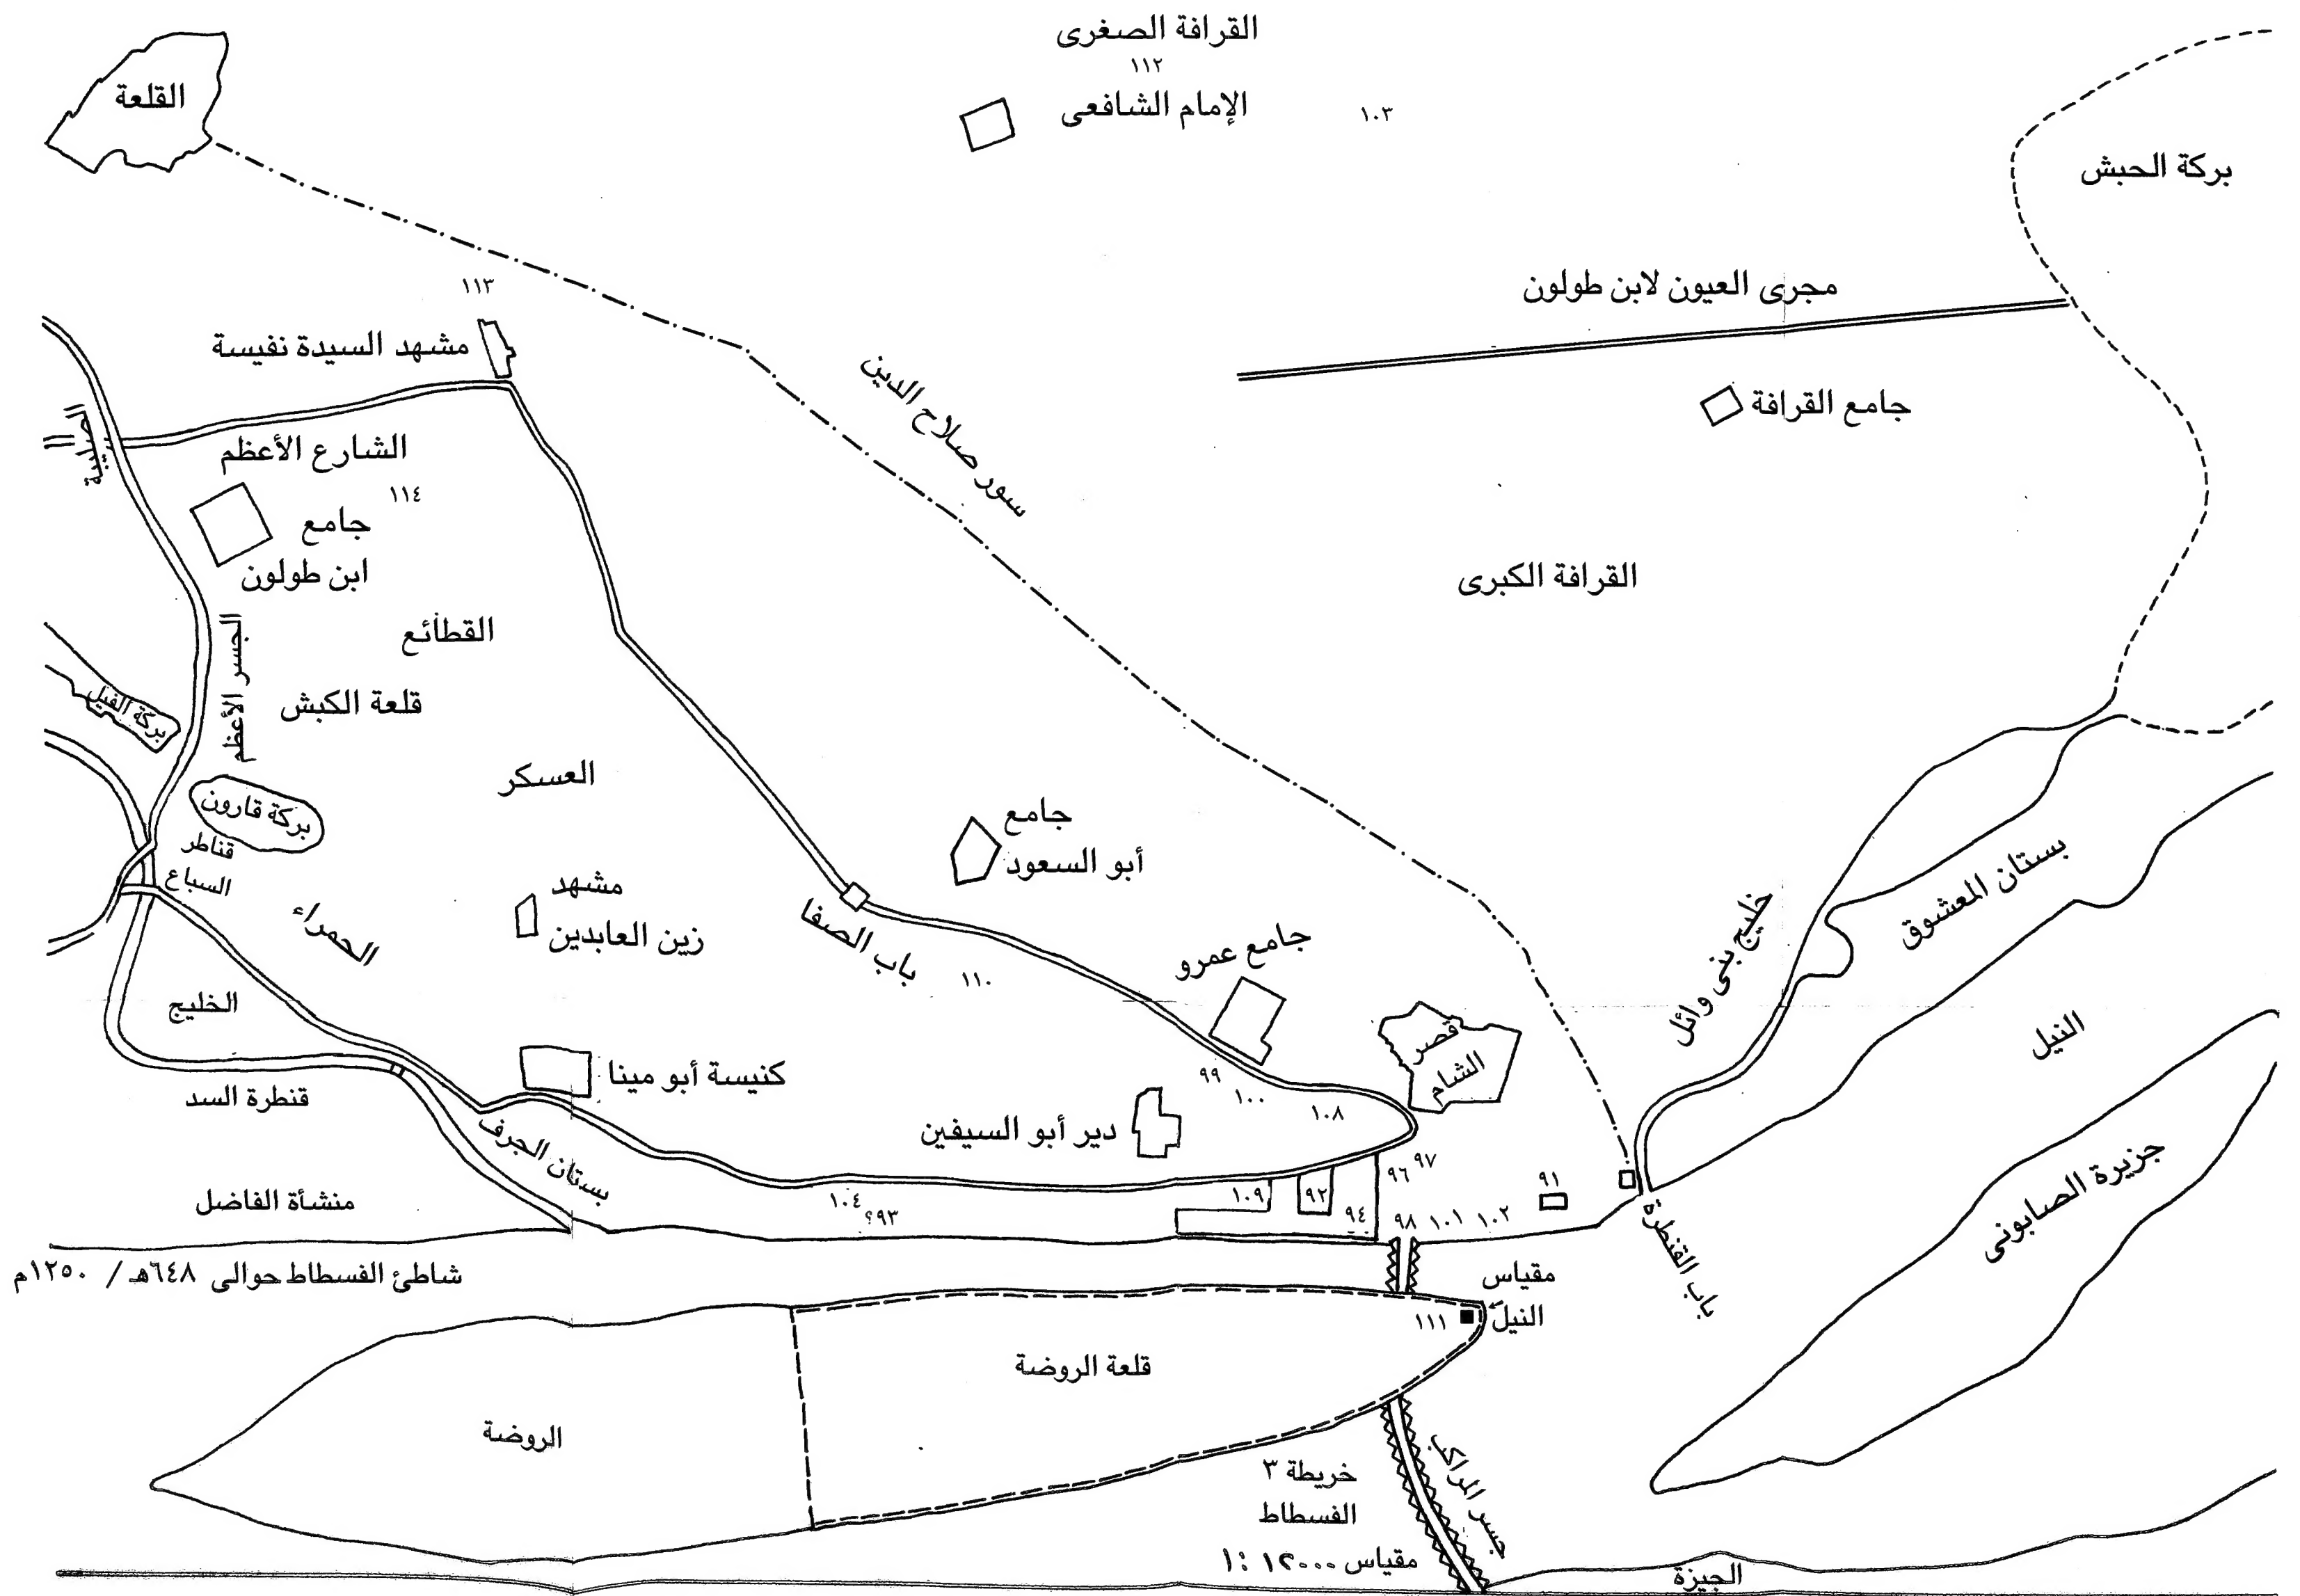 القرافة الصغرى
١١٢
الإمام الشافعى
١٠٣
القلعة
بركة الحبش
مجرى العيون لابن طولون
جامع القرافة
١١٣
مشهد السيدة نفيسة
سور صلاح الدين
الصليبة
الشارع الأعظم
١١٤
جامع
ابن طولون
القرافة الكبرى
القطائع
الجسر الأعظم
قلعة الكبش
بركة الفيل
العسكر
بركة قارون
قناطر
السباع
جامع
أبو السعود
بستان المعشوق
مشهد
زين العابدين
الحمراء
باب الصفا
١١٠
جامع عمرو
خليج بنى وائل
الخليج
النيل
قصر
الشام
كنيسة أبو مينا
٩٩
١٠٠
١٠٨
قنطرة السد
دير أبو السيفين
بستان الجرف
٩٧
٩٦
٩١
جزيرة الصابونى
منشأة الفاضل
١٠٤
٩٣؟
١٠٩
٩٢
٩٤
٩٨
١٠١
١٠٢
باب القنطرة
شاطئ الفسطاط حوالى ٦٤٨هـ / ١٢٥٠م
مقياس
النيل
١١١
قلعة الروضة
الروضة
جسر المراكب
خريطة ٣
الفسطاط
مقياس ١٢٠٠٠ :١
الجيزة